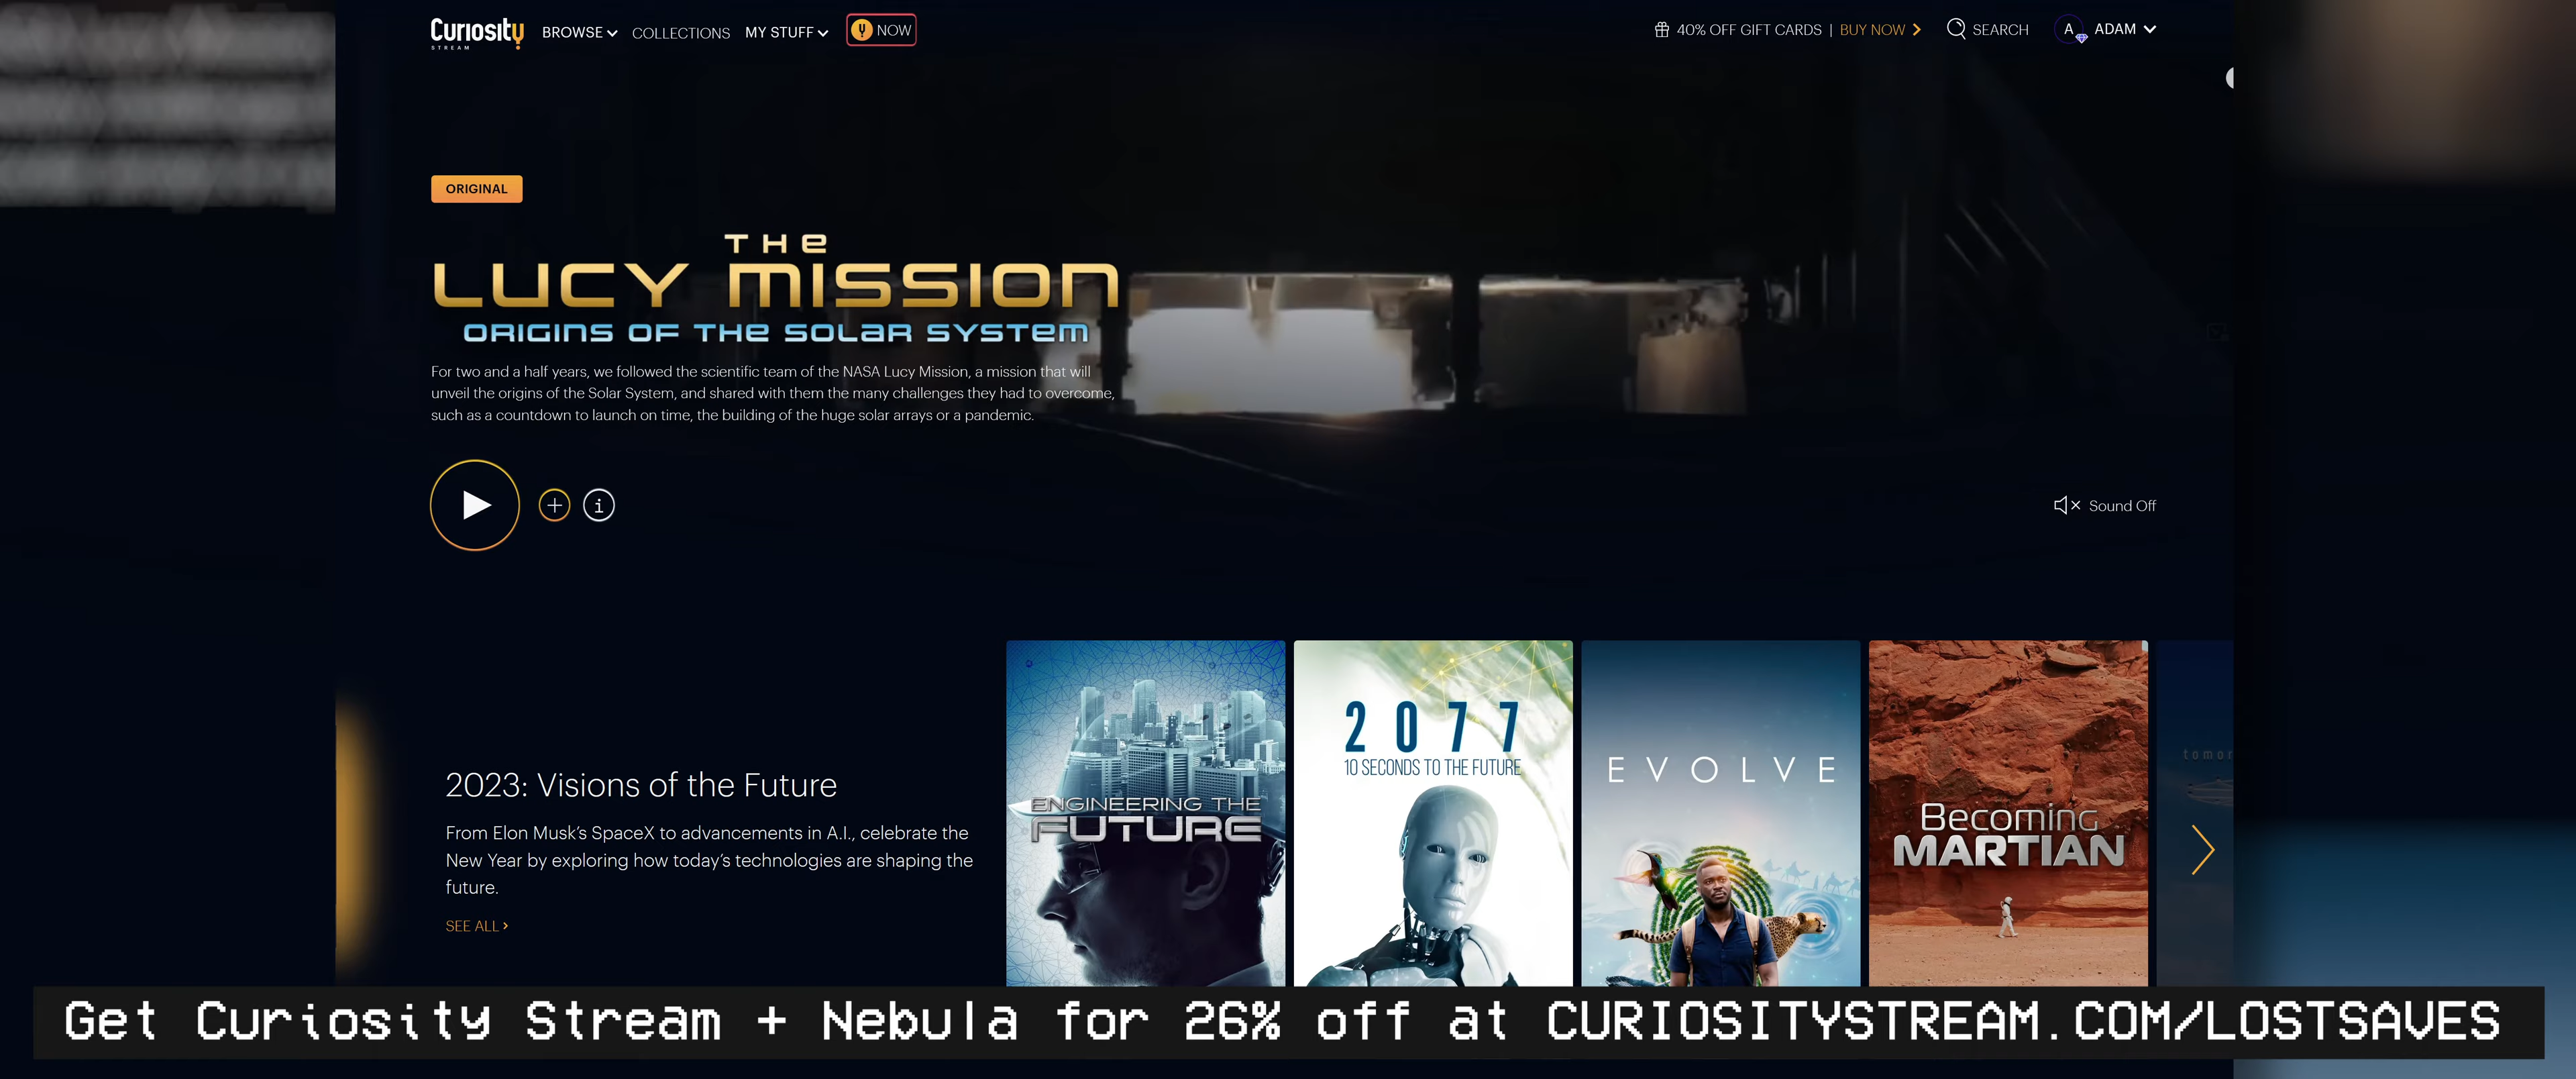 Curiosity
STREAM
BROWSE
COLLECTIONS
MY STUFF
NOW
40% OFF GIFT CARDS | BUY NOW
SEARCH
A
ADAM
ORIGINAL
THE
LUCY MISSION
ORIGINS OF THE SOLAR SYSTEM
For two and a half years, we followed the scientific team of the NASA Lucy Mission, a mission that will
unveil the origins of the Solar System, and shared with them the many challenges they had to overcome,
such as a countdown to launch on time, the building of the huge solar arrays or a pandemic.
Sound Off
2023: Visions of the Future
From Elon Musk's SpaceX to advancements in A.I., celebrate the
New Year by exploring how today's technologies are shaping the
future.
SEE ALL
ENGINEERING THE
FUTURE
2077
10 SECONDS TO THE FUTURE
EVOLVE
Becoming
MARTIAN
Get Curiosity Stream + Nebula for 26% off at CURIOSITYSTREAM.COM/LOSTSAVES